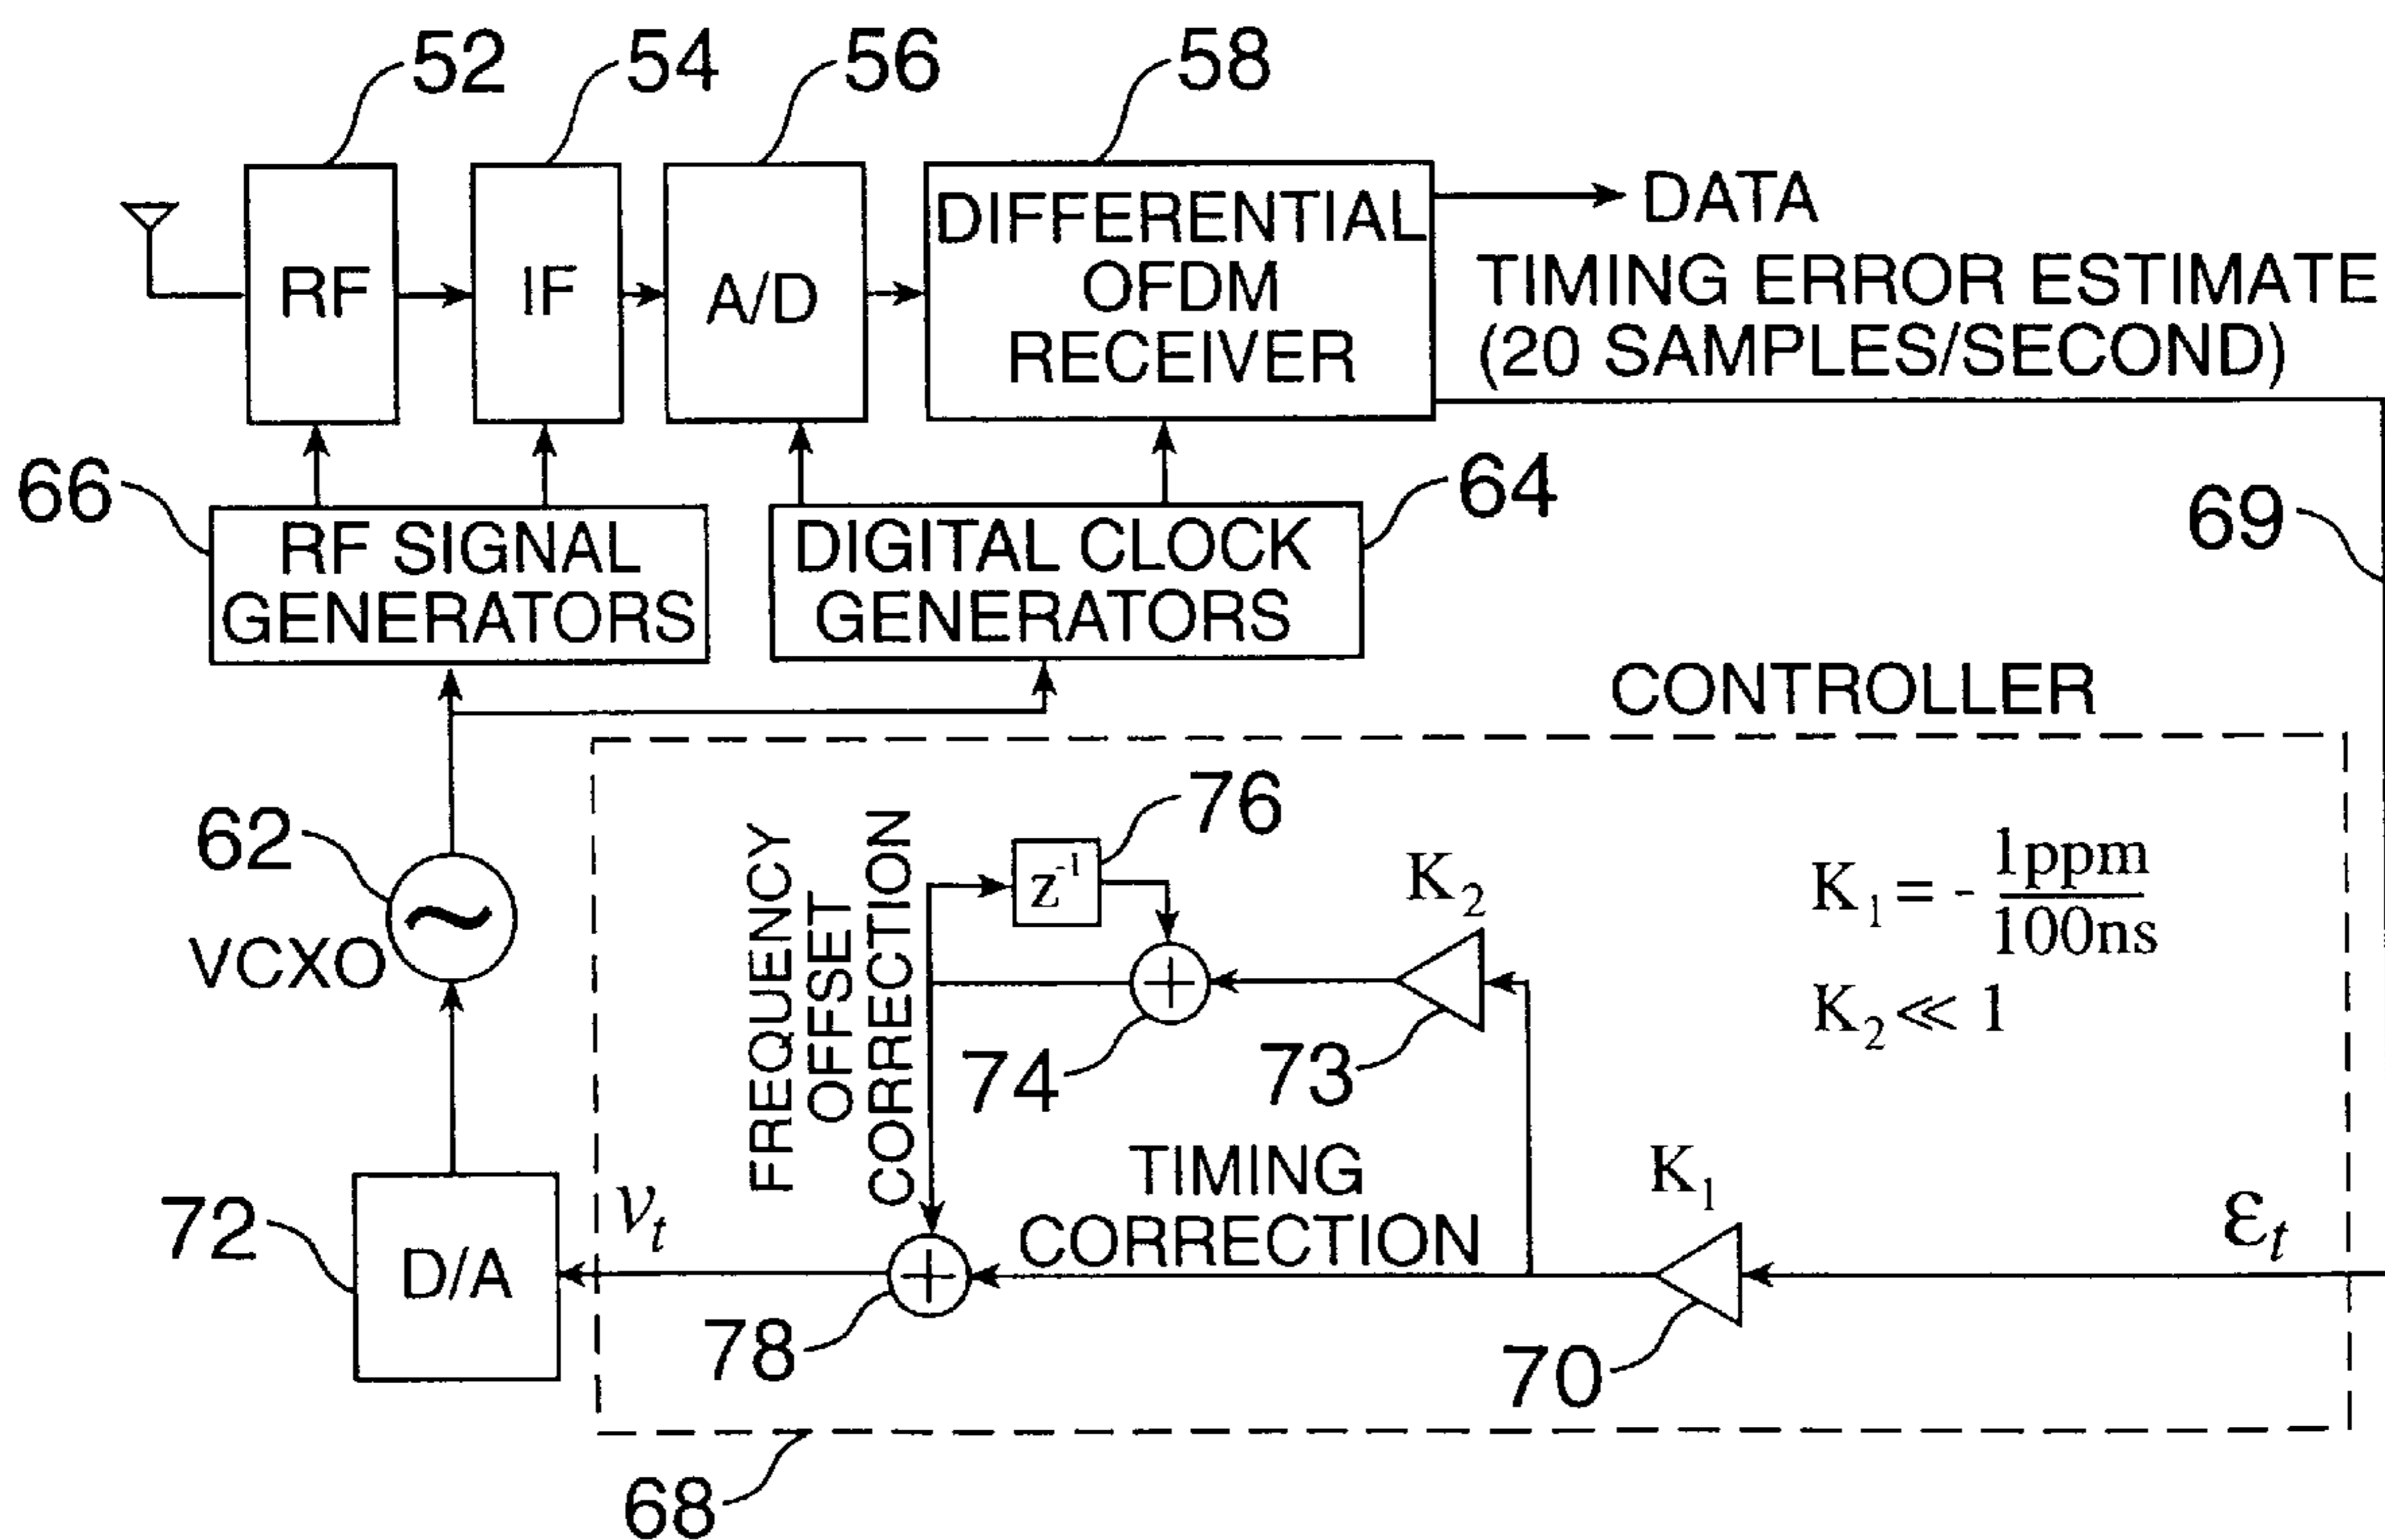 52
54
56
58
RF
IF
A/D
DIFFERENTIAL
OFDM
RECEIVER
DATA
TIMING ERROR ESTIMATE
(20 SAMPLES/SECOND)
66
RF SIGNAL
GENERATORS
DIGITAL CLOCK
GENERATORS
64
69
CONTROLLER
62
VCXO
FREQUENCY
OFFSET
CORRECTION
76
z⁻¹
K₂
K₁ = - 1ppm
100ns
K₂ ≪ 1
74
73
TIMING
CORRECTION
K₁
εₜ
72
D/A
νₜ
78
70
68